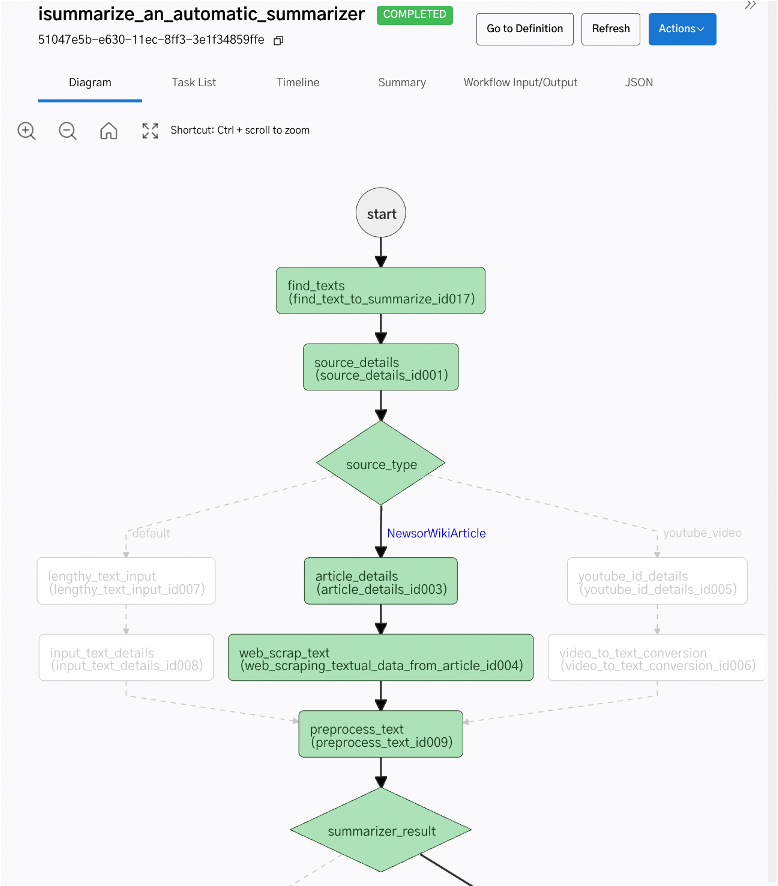 isummarize_an_automatic_summarizer COMPLETED
51047e5b-e630-11ec-8ff3-3e1f34859ffe
Go to Definition
Refresh
Actions
Diagram
Task List
Timeline
Summary
Workflow Input/Output
JSON
Shortcut: Ctrl + scroll to zoom
start
find_texts
(find_text_to_summarize_id017)
source_details
(source_details_id001)
source_type
default
NewsorWikiArticle
youtube_video
lengthy_text_input
(lengthy_text_input_id007)
article_details
(article_details_id003)
youtube_id_details
(youtube_id_details_id005)
input_text_details
(input_text_details_id008)
web_scrap_text
(web_scraping_textual_data_from_article_id004)
video_to_text_conversion
(video_to_text_conversion_id006)
preprocess_text
(preprocess_text_id009)
summarizer_result